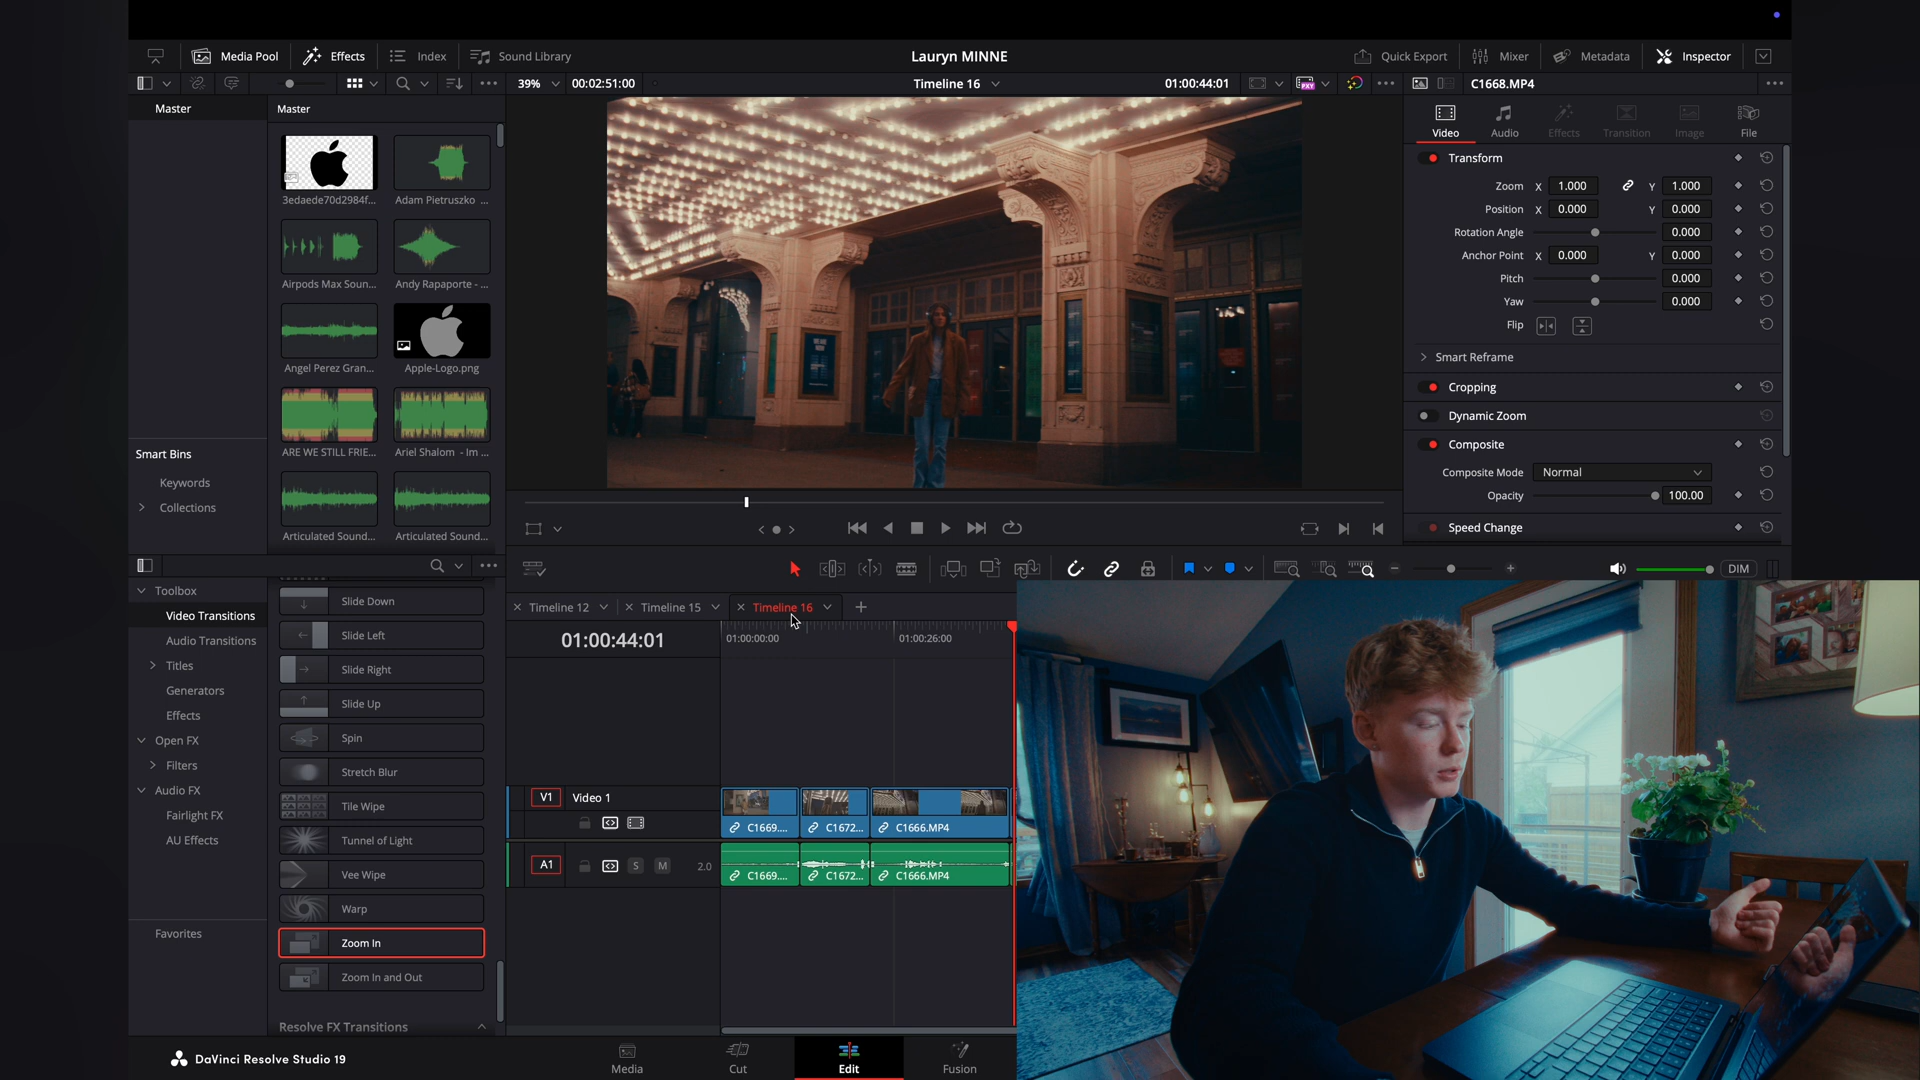 Media Pool
Effects
Index
Sound Library
Lauryn MINNE
Quick Export
Mixer
Metadata
Inspector
39%
00:02:51:00
Timeline 16
01:00:44:01
C1668.MP4
Master
Master
3edaede70d2984f...
Adam Pietruszko ...
Airpods Max Soun...
Andy Rapaporte - ...
Angel Perez Gran...
Apple-Logo.png
ARE WE STILL FRIE...
Ariel Shalom - Im ...
Articulated Sound...
Articulated Sound...
Smart Bins
Keywords
Collections
PXY
Video
Audio
Effects
Transition
Image
File
Transform
Zoom X 1.000 Y 1.000
Position X 0.000 Y 0.000
Rotation Angle 0.000
Anchor Point X 0.000 Y 0.000
Pitch 0.000
Yaw 0.000
Flip
Smart Reframe
Cropping
Dynamic Zoom
Composite
Composite Mode Normal
Opacity 100.00
Speed Change
DIM
Toolbox
Video Transitions
Audio Transitions
Titles
Generators
Effects
Open FX
Filters
Audio FX
Fairlight FX
AU Effects
Favorites
Slide Down
Slide Left
Slide Right
Slide Up
Spin
Stretch Blur
Tile Wipe
Tunnel of Light
Vee Wipe
Warp
Zoom In
Zoom In and Out
Resolve FX Transitions
Timeline 12
Timeline 15
Timeline 16
01:00:44:01
01:00:00:00
01:00:26:00
V1
Video 1
C1669....
C1672...
C1666.MP4
A1
S
M
2.0
C1669....
C1672...
C1666.MP4
DaVinci Resolve Studio 19
Media
Cut
Edit
Fusion